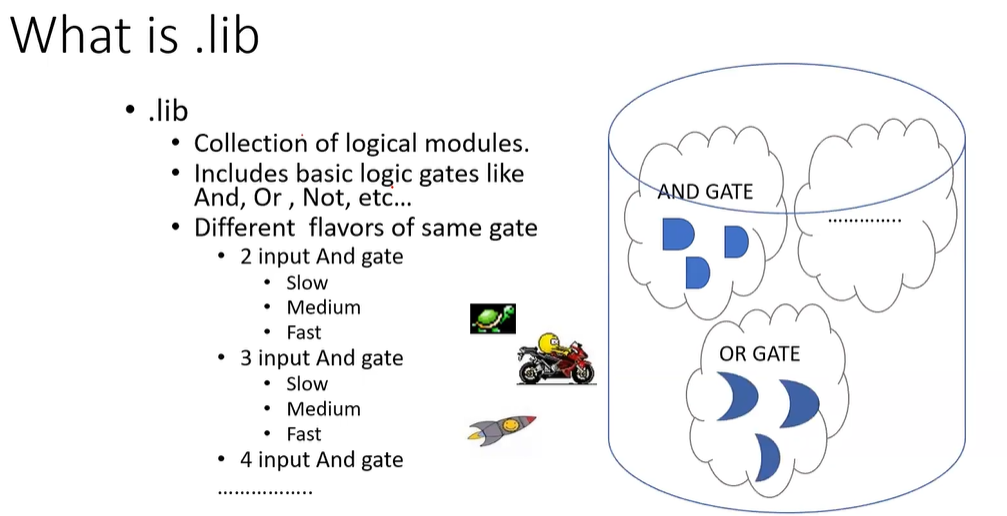 What is .lib
• .lib
• Collection of logical modules.
• Includes basic logic gates like
And, Or , Not, etc...
• Different  flavors of same gate
• 2 input And gate
• Slow
• Medium
• Fast
• 3 input And gate
• Slow
• Medium
• Fast
• 4 input And gate
.................
AND GATE
..............
OR GATE